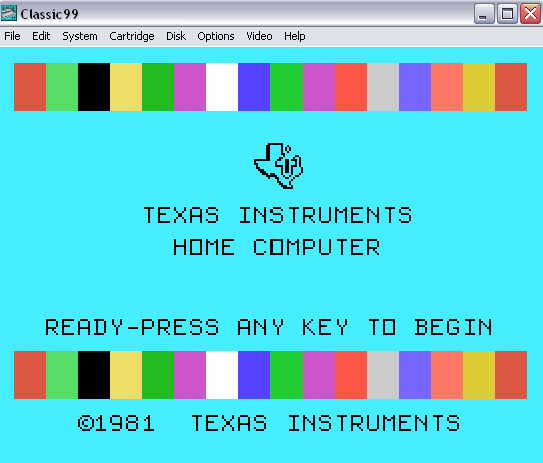 Classic99
File Edit System Cartridge Disk Options Video Help
TEXAS INSTRUMENTS
HOME COMPUTER
READY-PRESS ANY KEY TO BEGIN
©1981 TEXAS INSTRUMENTS